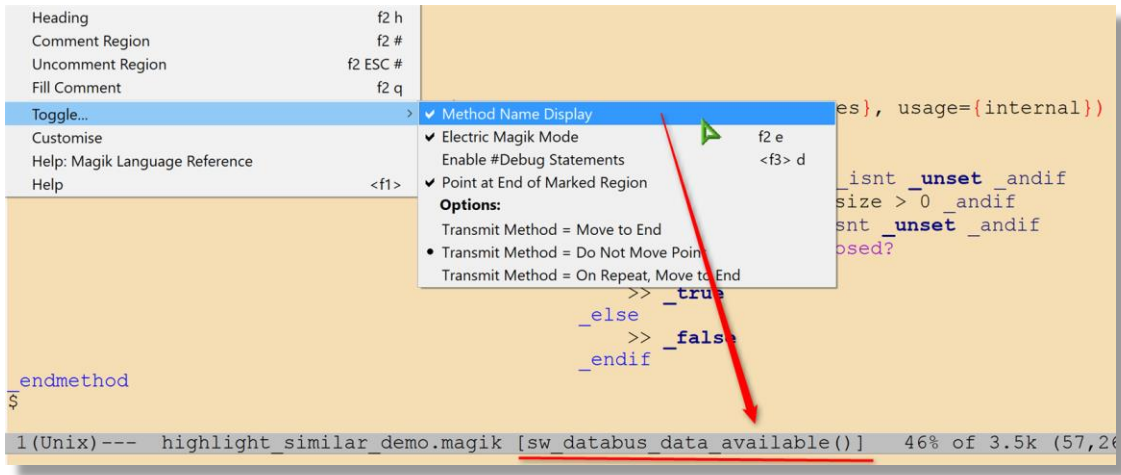 Heading f2 h
Comment Region f2 #
Uncomment Region f2 ESC #
Fill Comment f2 q
Toggle... >
Customise
Help: Magik Language Reference
Help <f1>
✔ Method Name Display
✔ Electric Magik Mode f2 e
Enable #Debug Statements <f3> d
✔ Point at End of Marked Region
Options:
Transmit Method = Move to End
• Transmit Method = Do Not Move Point
Transmit Method = On Repeat, Move to End
es}, usage={internal})
_isnt _unset _andif
size > 0 _andif
snt _unset _andif
osed?
>> _true
_else
>> _false
_endif
_endmethod
$
1(Unix)--- highlight_similar_demo.magik [sw_databus_data_available()] 46% of 3.5k (57,26